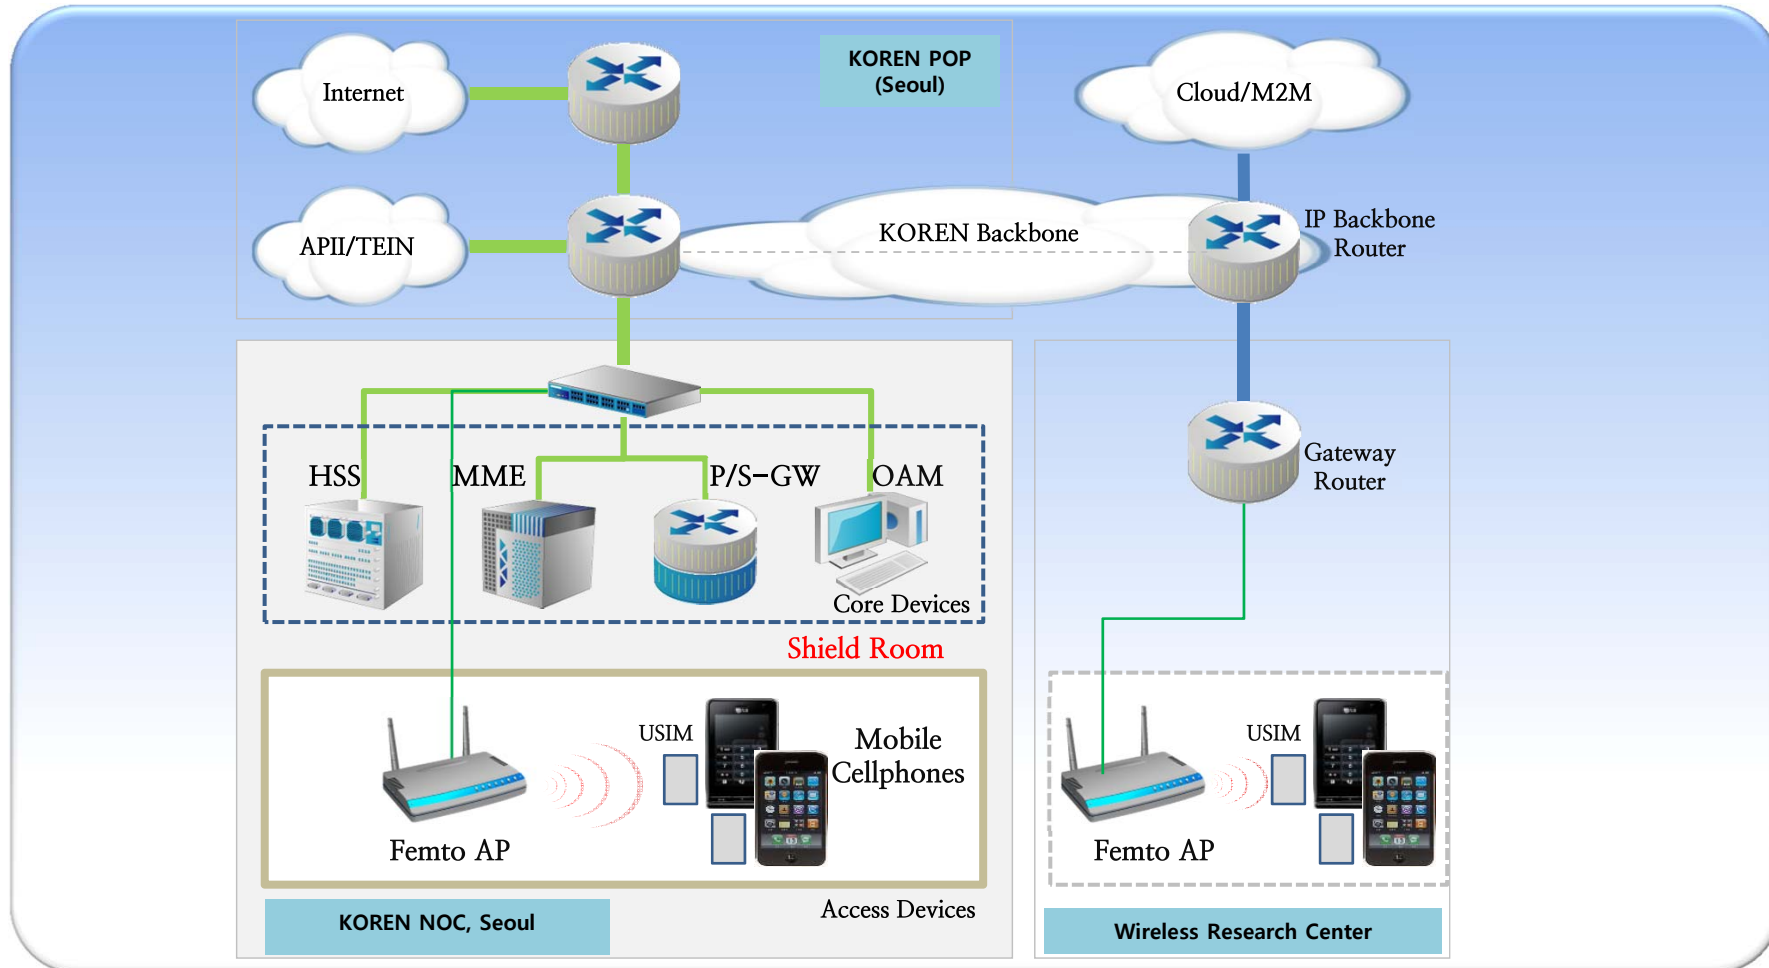 KOREN POP
(Seoul)
Internet
Cloud/M2M
APII/TEIN
KOREN Backbone
IP Backbone
Router
Gateway
Router
HSS
MME
P/S-GW
OAM
Core Devices
Shield Room
USIM
Mobile
Cellphones
Femto AP
Access Devices
KOREN NOC, Seoul
USIM
Femto AP
Wireless Research Center